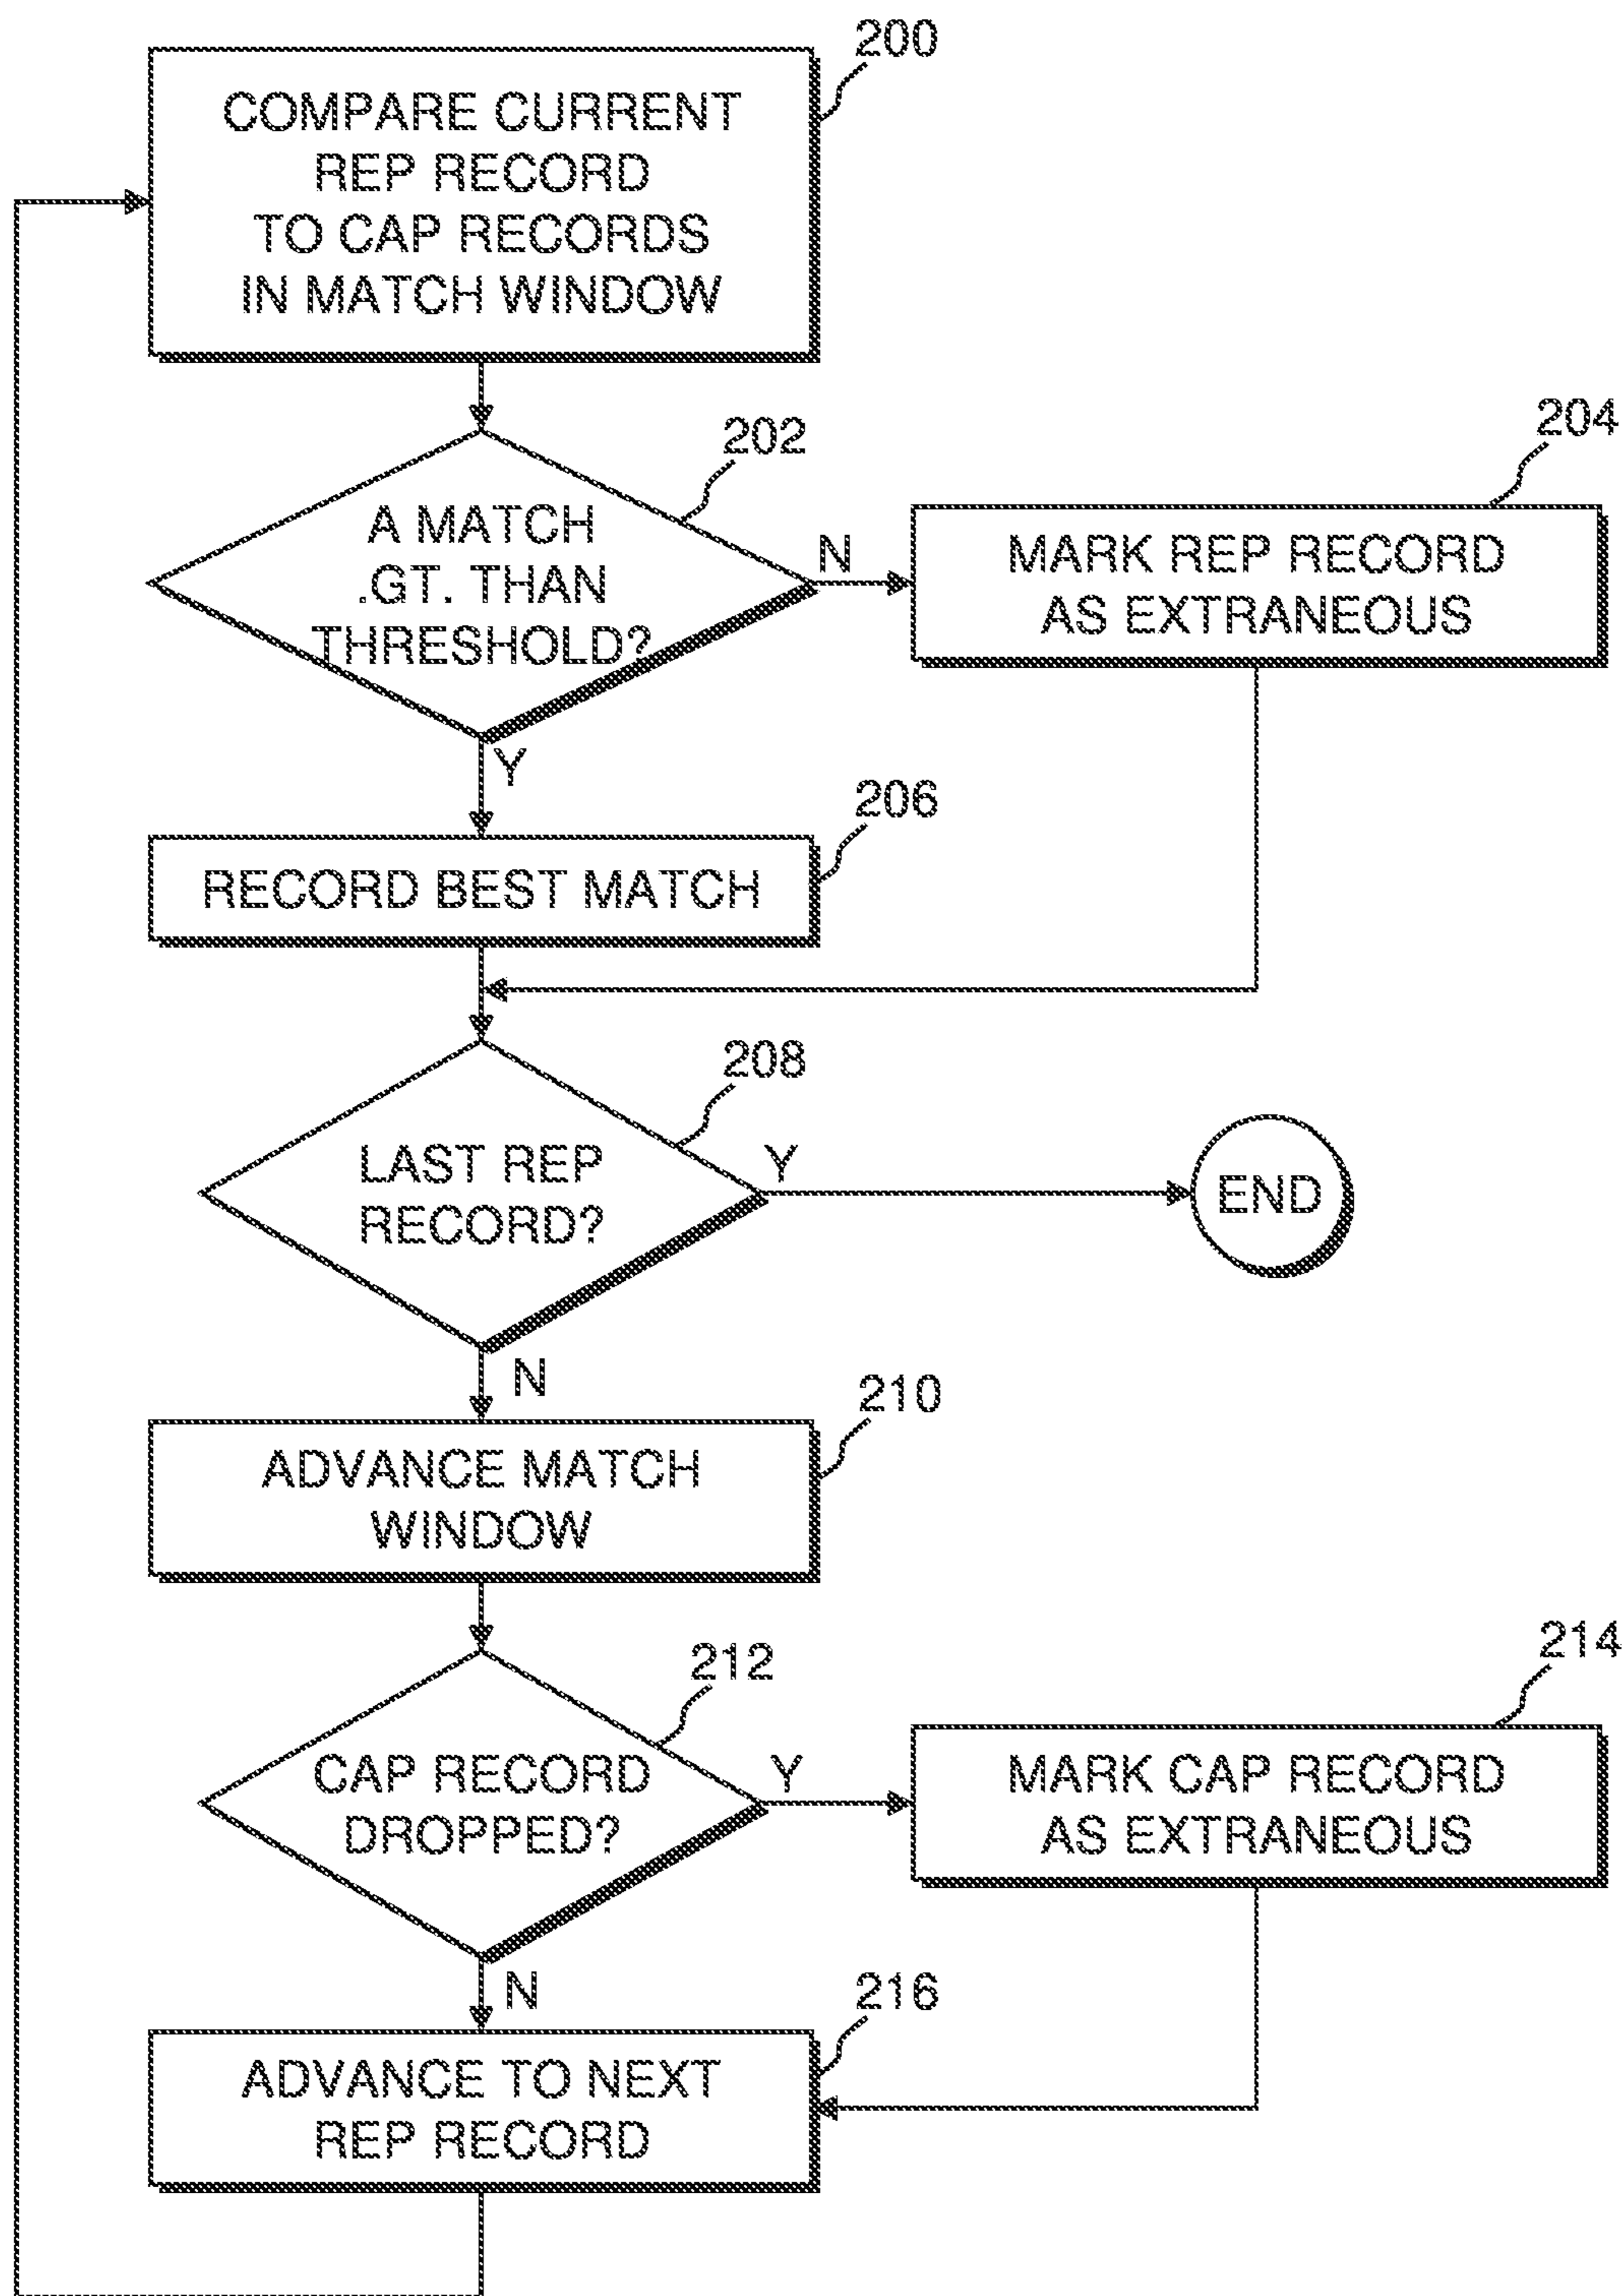 200
COMPARE CURRENT
REP RECORD
TO CAP RECORDS
IN MATCH WINDOW
202
A MATCH
.GT. THAN
THRESHOLD?
N
204
MARK REP RECORD
AS EXTRANEOUS
Y
206
RECORD BEST MATCH
208
LAST REP
RECORD?
Y
END
N
210
ADVANCE MATCH
WINDOW
212
CAP RECORD
DROPPED?
Y
214
MARK CAP RECORD
AS EXTRANEOUS
N
216
ADVANCE TO NEXT
REP RECORD